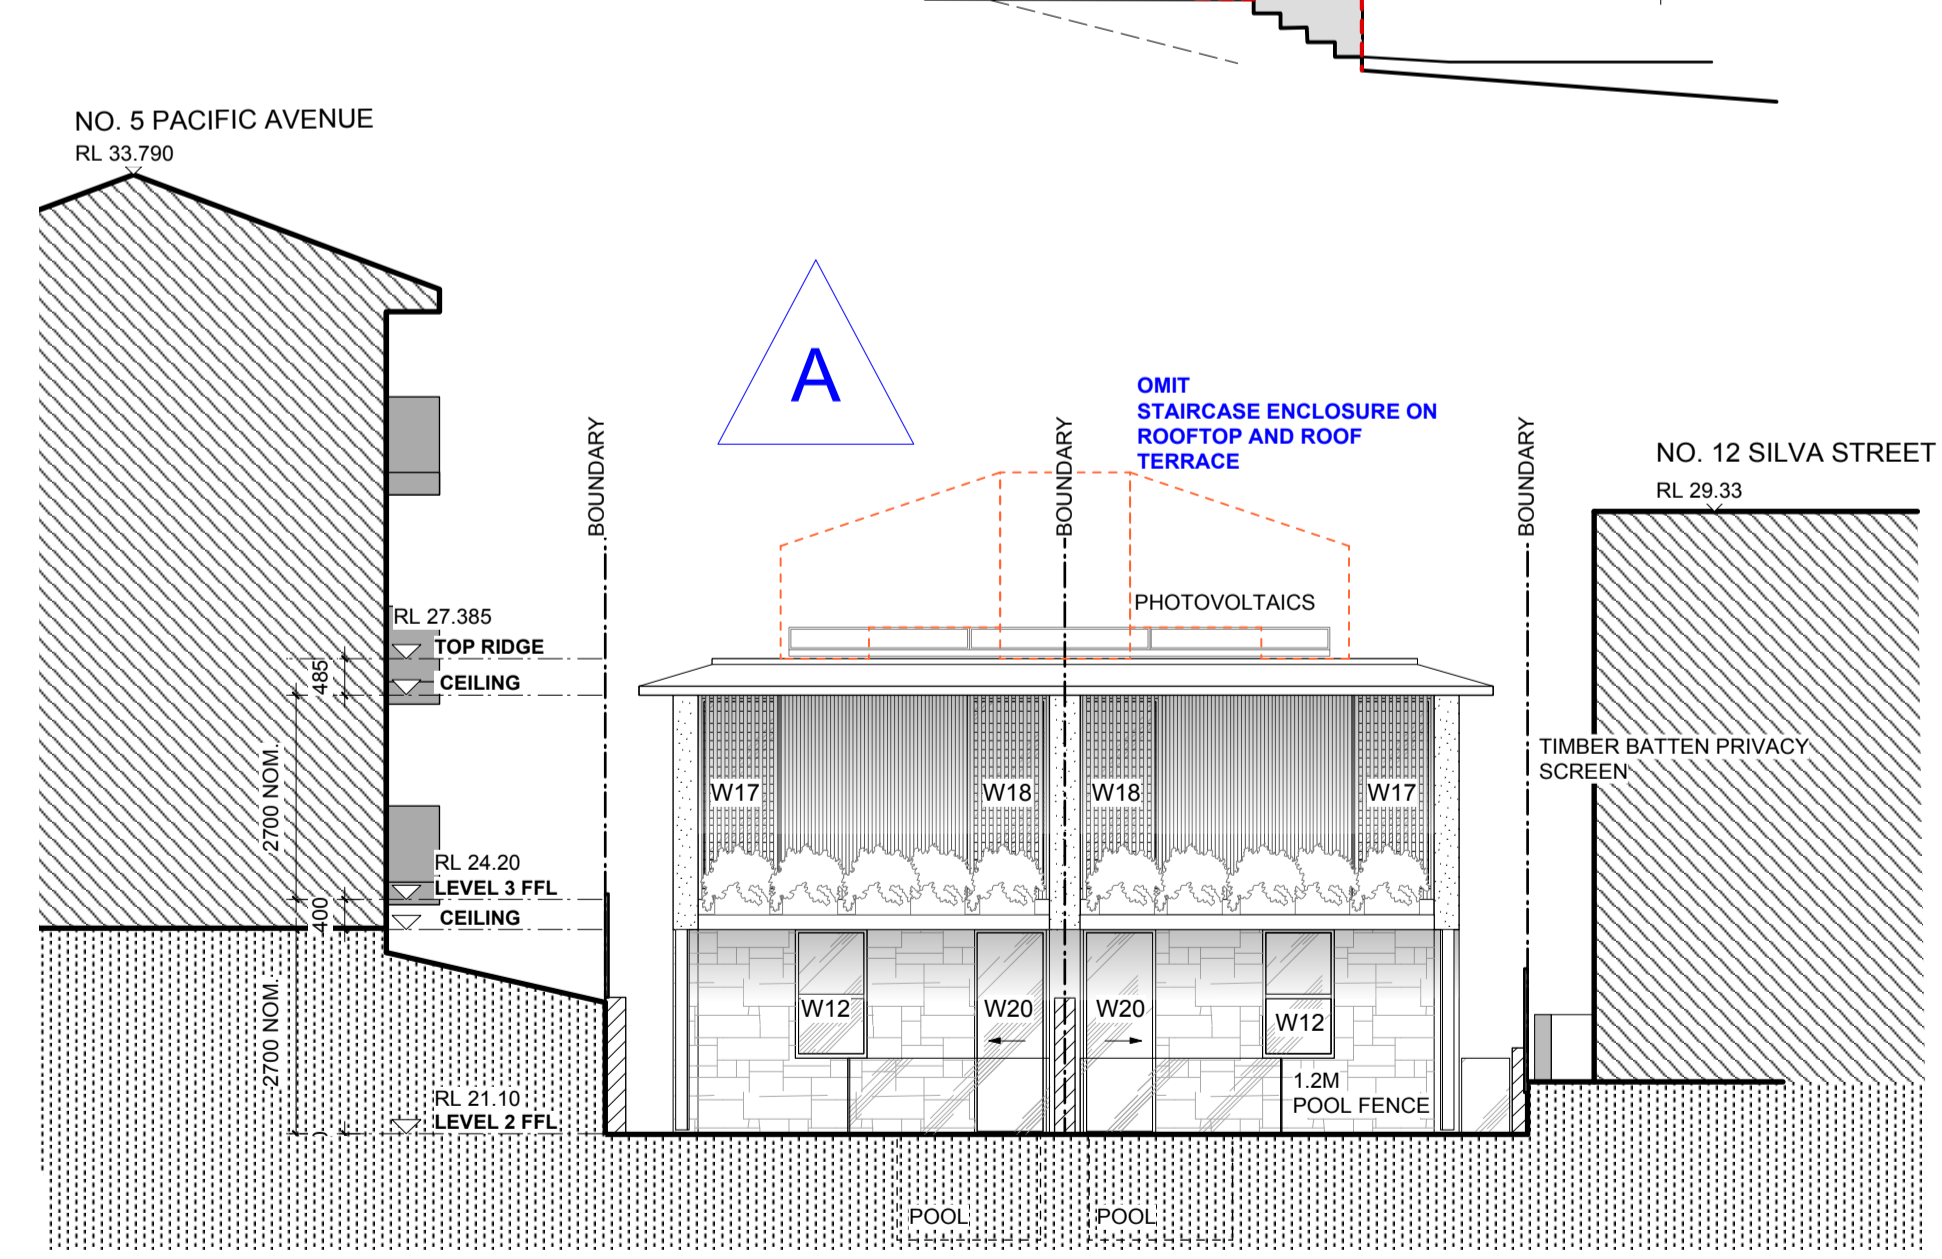 NO. 5 PACIFIC AVENUE
RL 33.790
A
OMIT
STAIRCASE ENCLOSURE ON
ROOFTOP AND ROOF
TERRACE
BOUNDARY
BOUNDARY
BOUNDARY
NO. 12 SILVA STREET
RL 29.33
PHOTOVOLTAICS
RL 27.385
TOP RIDGE
CEILING
485
2700 NOM.
TIMBER BATTEN PRIVACY
SCREEN
W17
W18
W18
W17
RL 24.20
LEVEL 3 FFL
CEILING
400
2700 NOM.
W12
W20
W20
W12
1.2M
POOL FENCE
RL 21.10
LEVEL 2 FFL
POOL
POOL